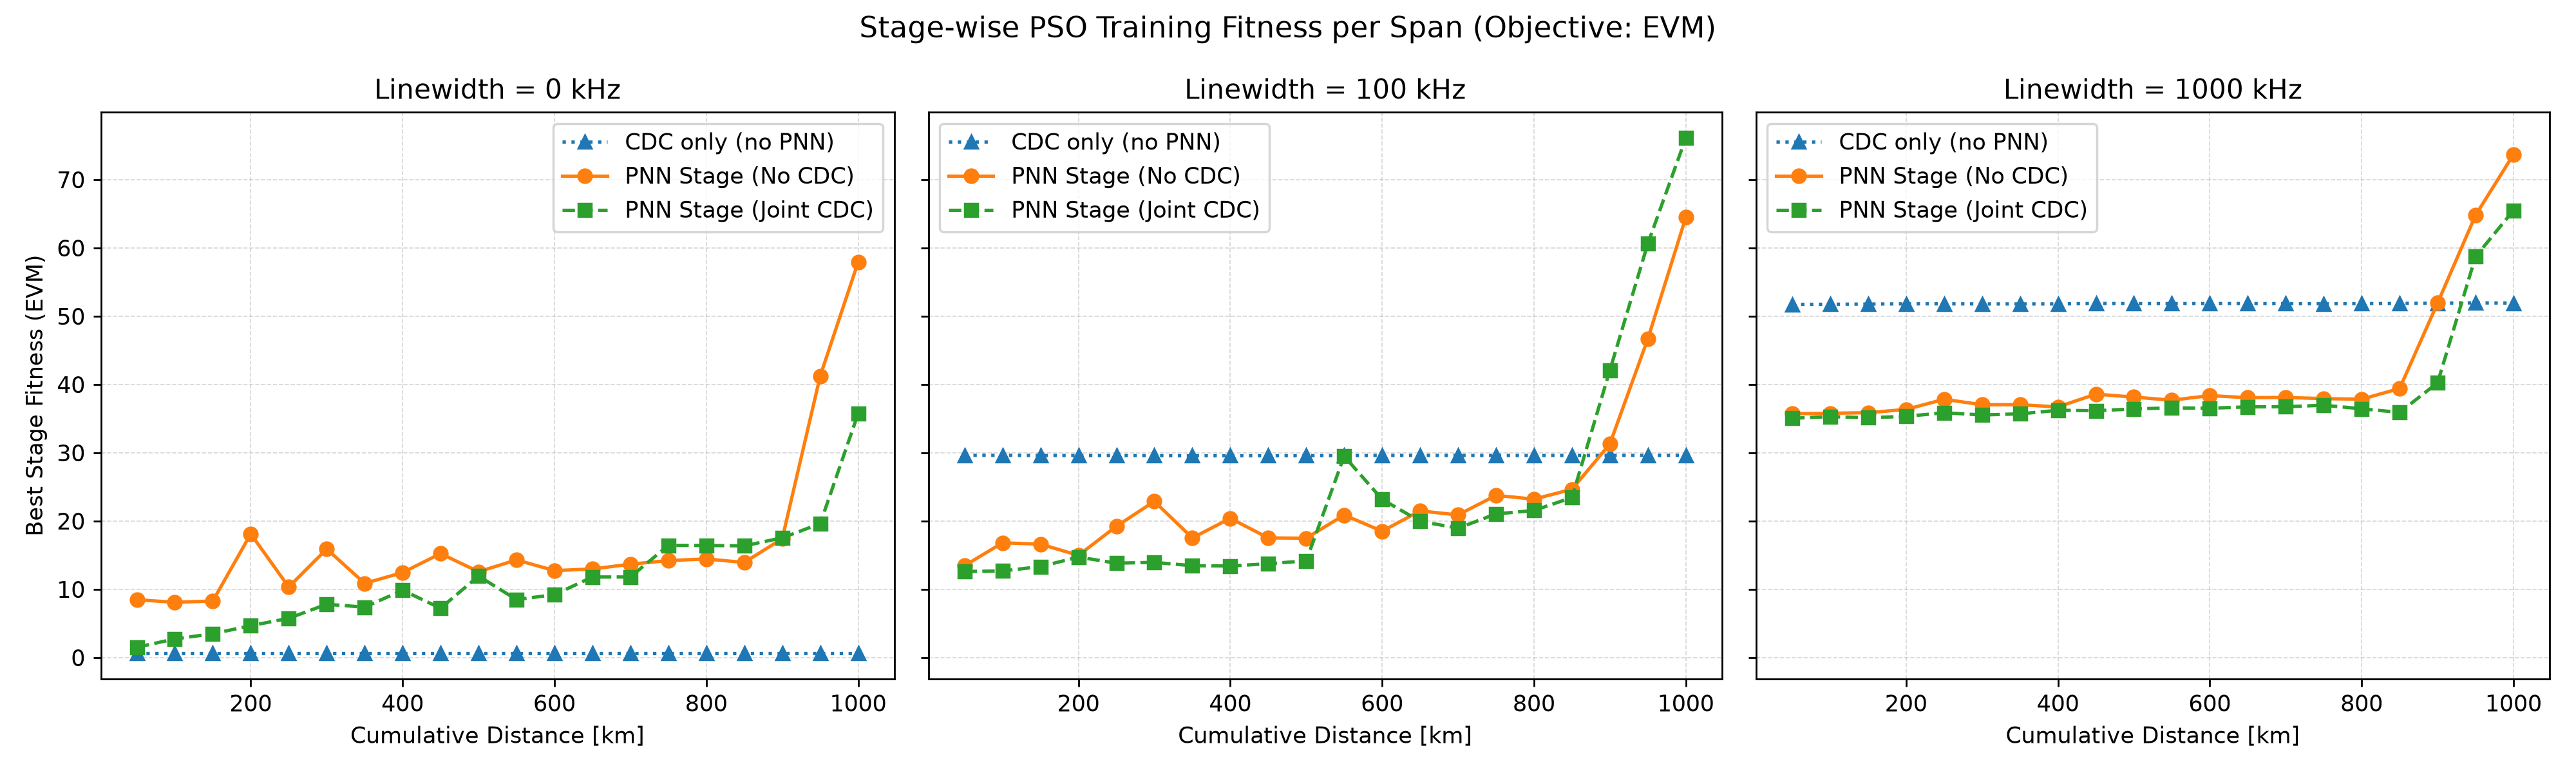 Stage-wise PSO Training Fitness per Span (Objective: EVM)
Linewidth = 0 kHz
CDC only (no PNN)
PNN Stage (No CDC)
PNN Stage (Joint CDC)
Best Stage Fitness (EVM)
70
60
50
40
30
20
10
0
200 400 600 800 1000
Cumulative Distance [km]
Linewidth = 100 kHz
CDC only (no PNN)
PNN Stage (No CDC)
PNN Stage (Joint CDC)
200 400 600 800 1000
Cumulative Distance [km]
Linewidth = 1000 kHz
CDC only (no PNN)
PNN Stage (No CDC)
PNN Stage (Joint CDC)
200 400 600 800 1000
Cumulative Distance [km]